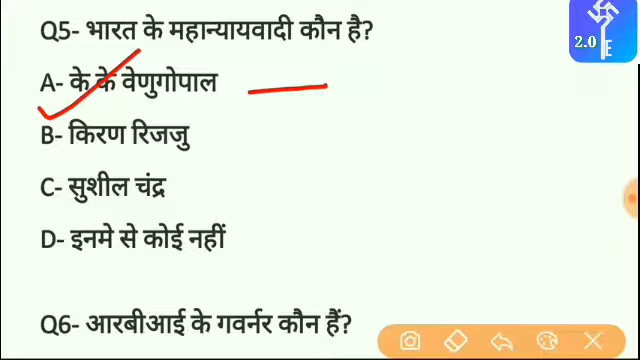 Q5- भारत के महान्यायवादी कौन है?
2.0
E
A- के के वेणुगोपाल
B- किरण रिजजु
C- सुशील चंद्र
D- इनमे से कोई नहीं
Q6- आरबीआई के गवर्नर कौन हैं?